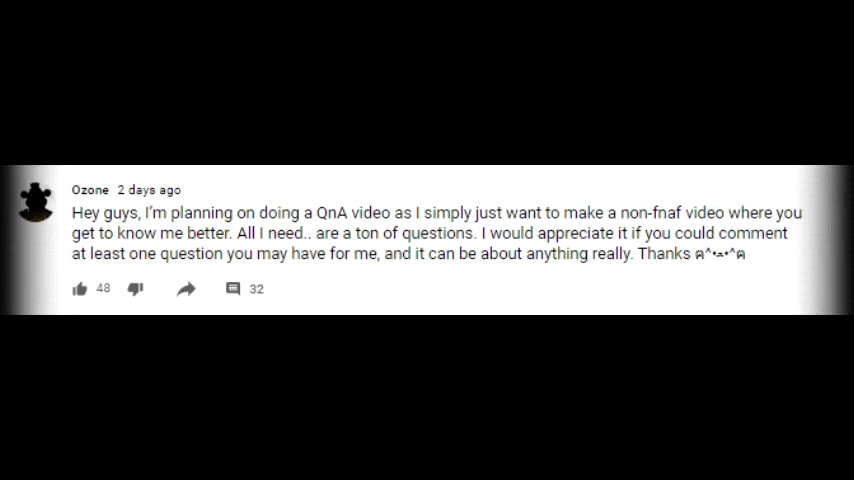 Ozone 2 days ago
Hey guys, I'm planning on doing a QnA video as I simply just want to make a non-fnaf video where you
get to know me better. All I need.. are a ton of questions. I would appreciate it if you could comment
at least one question you may have for me, and it can be about anything really. Thanks ฅ^•ﻌ•^ฅ
48 32